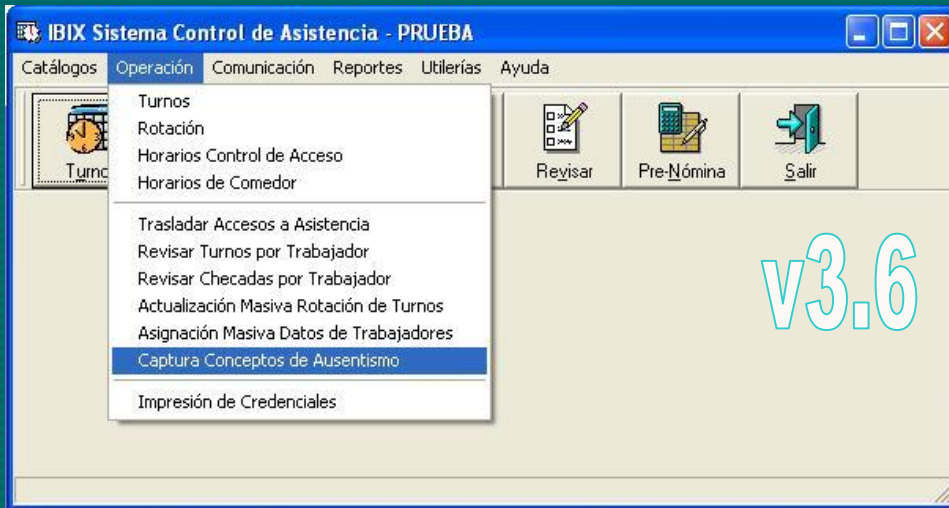 IBIX Sistema Control de Asistencia - PRUEBA
Catálogos Operación Comunicación Reportes Utilerías Ayuda
Turnos
Rotación
Horarios Control de Acceso
Horarios de Comedor
Trasladar Accesos a Asistencia
Revisar Turnos por Trabajador
Revisar Checadas por Trabajador
Actualización Masiva Rotación de Turnos
Asignación Masiva Datos de Trabajadores
Captura Conceptos de Ausentismo
Impresión de Credenciales
Revisar Pre-Nómina Salir
v3.6